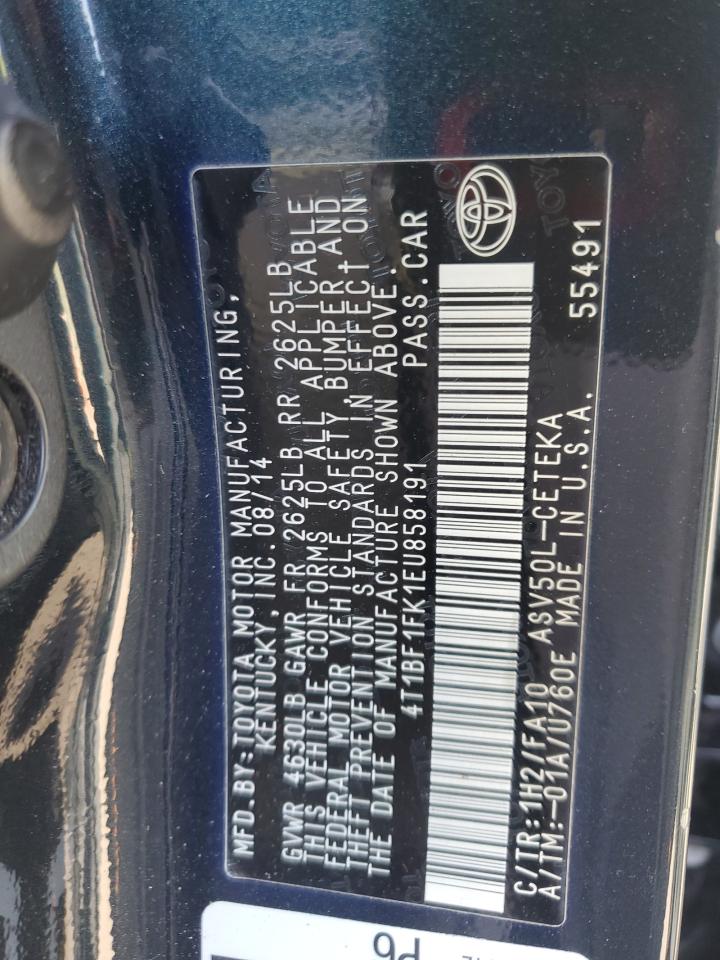 MFD.BY:TOYOTA MOTOR MANUFACTURING,
KENTUCKY, INC. 08/14
GVWR 4630LB GAWR FR 2625LB RR 2625LB
THIS VEHICLE CONFORMS TO ALL APPLICABLE
FEDERAL MOTOR VEHICLE SAFETY, BUMPER AND
THEFT PREVENTION STANDARDS IN EFFECT ON
THE DATE OF MANUFACTURE SHOWN ABOVE.
4T1BF1FK1EU858191 PASS.CAR
C/TR:1H2/FA10 ASV50L-CETEKA
A/TM:-01A/U760E MADE IN U.S.A. 55491
P6